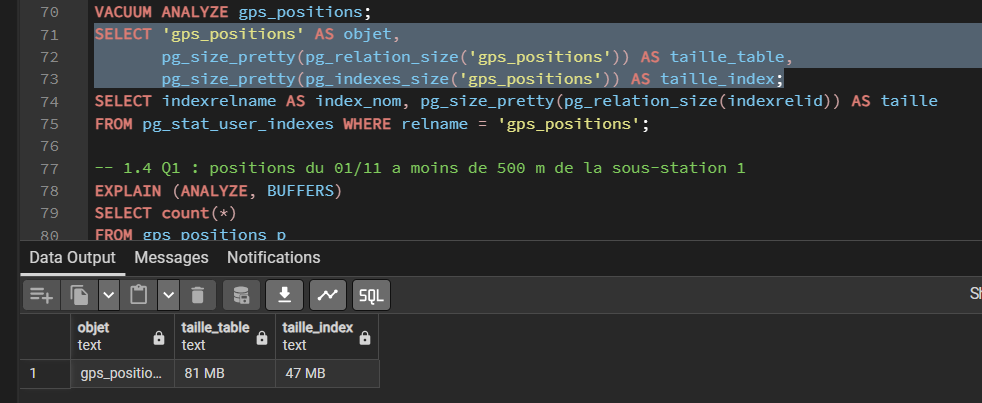 70 VACUUM ANALYZE gps_positions;
71 SELECT 'gps_positions' AS objet,
72 pg_size_pretty(pg_relation_size('gps_positions')) AS taille_table,
73 pg_size_pretty(pg_indexes_size('gps_positions')) AS taille_index;
74 SELECT indexrelname AS index_nom, pg_size_pretty(pg_relation_size(indexrelid)) AS taille
75 FROM pg_stat_user_indexes WHERE relname = 'gps_positions';
76
77 -- 1.4 Q1 : positions du 01/11 a moins de 500 m de la sous-station 1
78 EXPLAIN (ANALYZE, BUFFERS)
79 SELECT count(*)
80 FROM gps_positions p
Data Output Messages Notifications
SQL
objet taille_table taille_index
text text text
1 gps_positio... 81 MB 47 MB